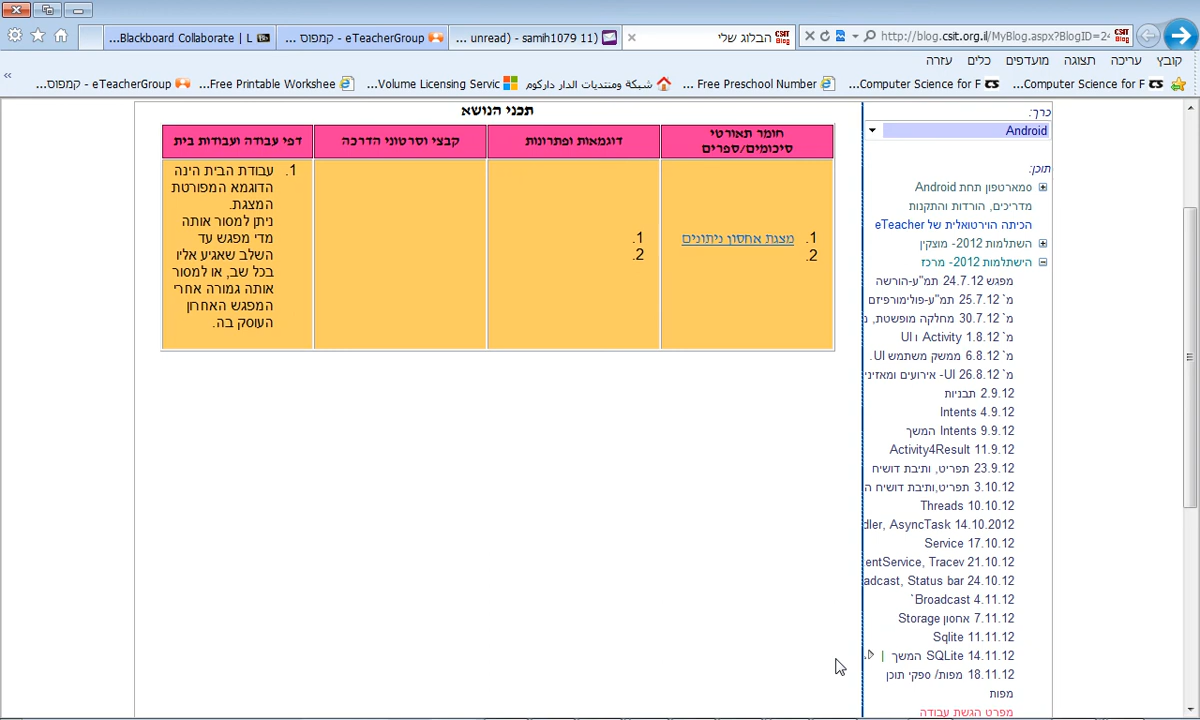 ...Blackboard Collaborate | L
eTeacherGroup - קמפוס ...
... unread) - samih1079 11)
הבלוג שלי
http://blog.csit.org.il/MyBlog.aspx?BlogID=24
קובץ עריכה תצוגה מועדפים כלים עזרה
eTeacherGroup - קמפוס...
...Free Printable Workshee
...Volume Licensing Servic
شبكة ومنتديات الدار داركوم
... Free Preschool Number
...Computer Science for F
...Computer Science for F
תכני הנושא
חומר תאורטי
סיכומים/ספרים
דוגמאות ופתרונות
קבצי וסרטוני הדרכה
דפי עבודה ועבודות בית
1. מצגת אחסון ניתונים
2.
1.
2.
1. עבודת הבית הינה
הדוגמא המפורטת
המצגת.
ניתן למסור אותה
מדי מפגש עד
השלב שאגיע אליו
בכל שב, או למסור
אותה גמורה אחרי
המפגש האחרון
העוסק בה.
כרך:
Android
תוכן:
סמארטפון תחת Android
מדריכים, הורדות והתקנות
הכיתה הוירטואלית של eTeacher
השתלמות 2012- מוצקין
הישתלמות 2012- מרכז
מפגש 24.7.12 תמ"ע-הורשה
מ` 25.7.12 תמ"ע-פולימורפיזם
מ` 30.7.12 מחלקה מופשטת, מ
מ` 1.8.12 Activity ו UI
מ` 6.8.12 ממשק משתמש UI.
מ` 26.8.12 UI- אירועים ומאזיני
2.9.12 תבניות
Intents 4.9.12
9.9.12 Intents המשך
Activity4Result 11.9.12
23.9.12 תפריט, ותיבת דושיח
3.10.12 תפריט,ותיבת דושיח ה
Threads 10.10.12
dler, AsyncTask 14.10.2012
Service 17.10.12
entService, Tracev 21.10.12
adcast, Status bar 24.10.12
`Broadcast 4.11.12
7.11.12 אחסון Storage
Sqlite 11.11.12
14.11.12 SQLite המשך |
18.11.12 מפות/ ספקי תוכן
מפות
מפרט הגשת עבודה